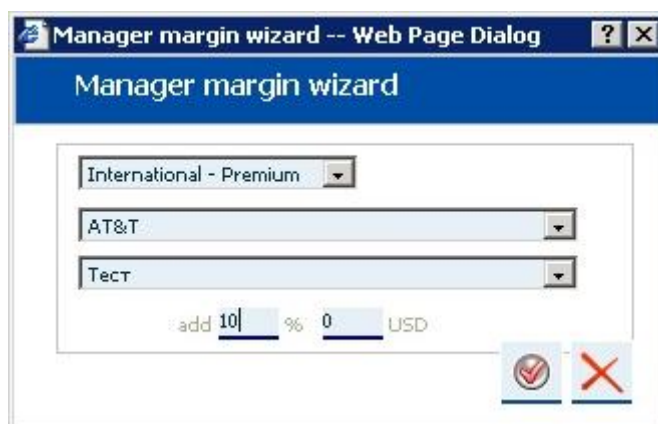 Manager margin wizard -- Web Page Dialog ? X
Manager margin wizard
International - Premium
AT&T
Тест
add 10 % 0 USD